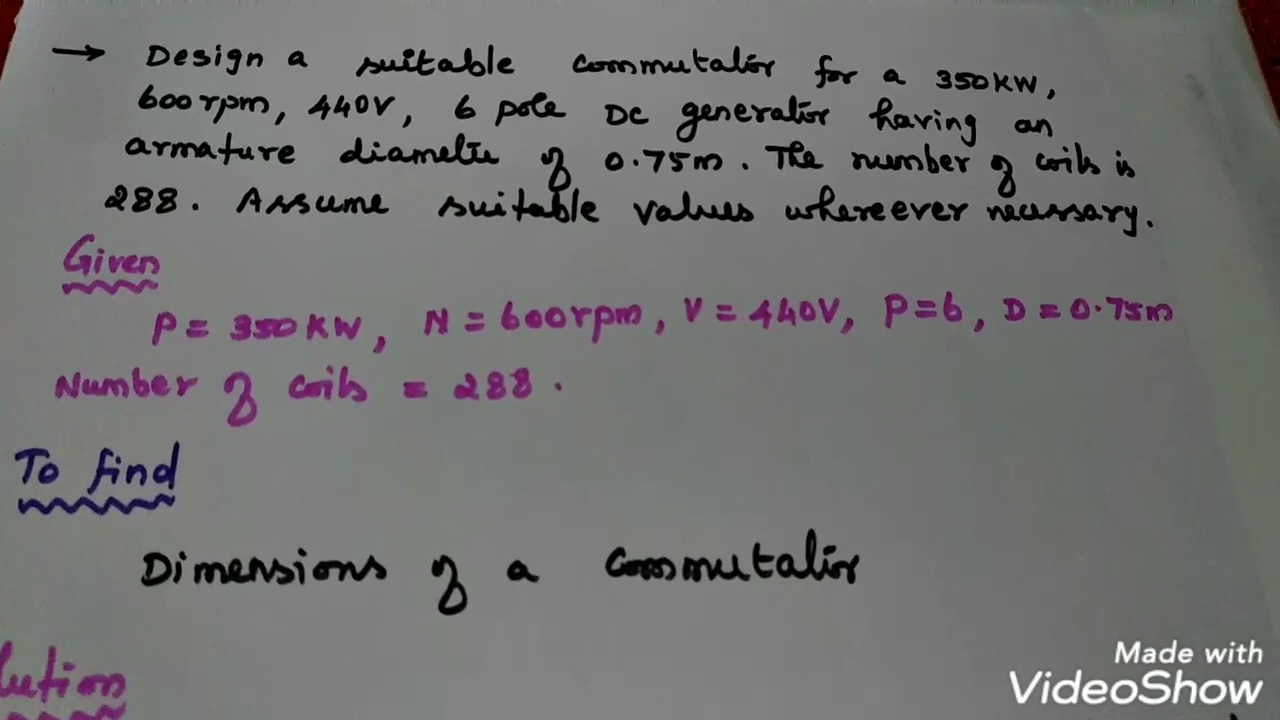 → Design a suitable commutator for a 350KW,
600rpm, 440V, 6 pole DC generator having an
armature diameter of 0.75m. The number of coils is
288. Assume suitable values whereever necessary.
Given
P = 350KW, N = 600rpm, V = 440V, P=6, D = 0.75m
Number of coils = 288.
To find
Dimensions of a Commutator
lution
Made with
VideoShow